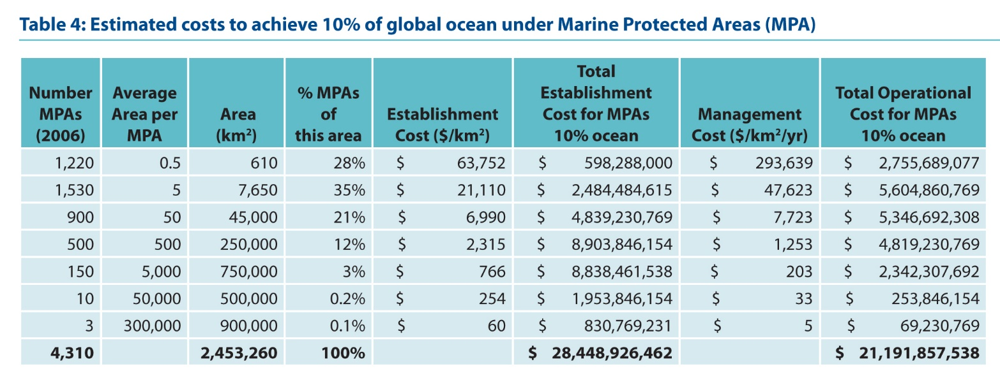 Table 4: Estimated costs to achieve 10% of global ocean under Marine Protected Areas (MPA)
Number MPAs (2006) Average Area per MPA Area (km²) % MPAs of this area Establishment Cost ($/km²) Total Establishment Cost for MPAs 10% ocean Management Cost ($/km²/yr) Total Operational Cost for MPAs 10% ocean
1,220 0.5 610 28% $ 63,752 $ 598,288,000 $ 293,639 $ 2,755,689,077
1,530 5 7,650 35% $ 21,110 $ 2,484,484,615 $ 47,623 $ 5,604,860,769
900 50 45,000 21% $ 6,990 $ 4,839,230,769 $ 7,723 $ 5,346,692,308
500 500 250,000 12% $ 2,315 $ 8,903,846,154 $ 1,253 $ 4,819,230,769
150 5,000 750,000 3% $ 766 $ 8,838,461,538 $ 203 $ 2,342,307,692
10 50,000 500,000 0.2% $ 254 $ 1,953,846,154 $ 33 $ 253,846,154
3 300,000 900,000 0.1% $ 60 $ 830,769,231 $ 5 $ 69,230,769
4,310 2,453,260 100% $ 28,448,926,462 $ 21,191,857,538